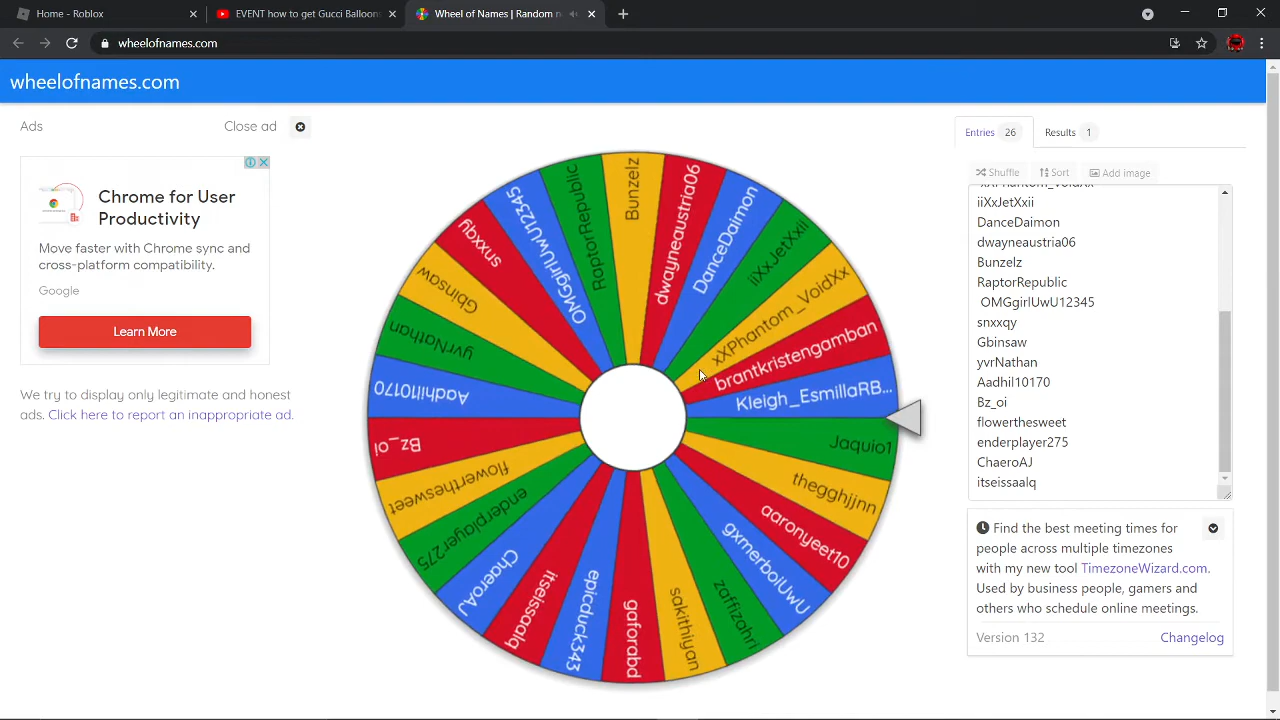 Home - Roblox
EVENT how to get Gucci Balloons
Wheel of Names | Random n
wheelofnames.com
wheelofnames.com
Ads
Close ad
Chrome for User
Productivity
Move faster with Chrome sync and
cross-platform compatibility.
Google
Learn More
We try to display only legitimate and honest
ads. Click here to report an inappropriate ad.
Bunzelz
dwayneaustria06
DanceDaimon
iiXxJetXxii
xXPhantom_VoidXx
brantkristengamban
Kleigh_EsmillaRB...
Jaquio1
thegghjjnn
aaronyeet10
gxmerboiUwU
zaffizahri
sakithiyan
gaforabd
epicduck343
itseissaalq
ChaeroAJ
enderplayer275
flowerthesweet
Bz_oi
Aadhil10170
yvrNathan
Gbinsaw
snxxqy
OMGgirlUwU12345
RaptorRepublic
Entries 26
Results 1
Shuffle
Sort
Add image
xXPhantom_VoidXx
iiXxJetXxii
DanceDaimon
dwayneaustria06
Bunzelz
RaptorRepublic
OMGgirlUwU12345
snxxqy
Gbinsaw
yvrNathan
Aadhil10170
Bz_oi
flowerthesweet
enderplayer275
ChaeroAJ
itseissaalq
Find the best meeting times for
people across multiple timezones
with my new tool TimezoneWizard.com.
Used by business people, gamers and
others who schedule online meetings.
Version 132
Changelog